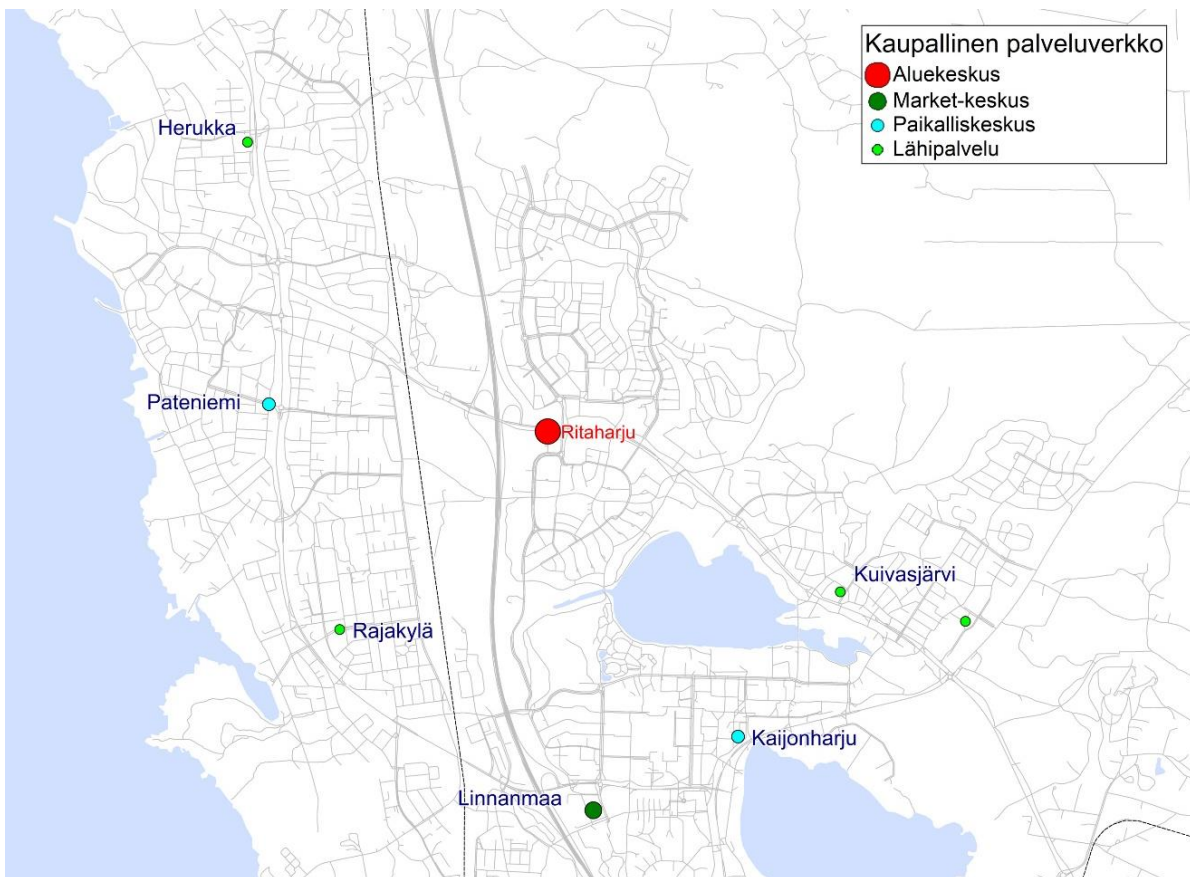 Kaupallinen palveluverkko
Aluekeskus
Market-keskus
Paikalliskeskus
Lähipalvelu
Herukka
Pateniemi
Ritaharju
Kuivasjärvi
Rajakylä
Kaijonharju
Linnanmaa